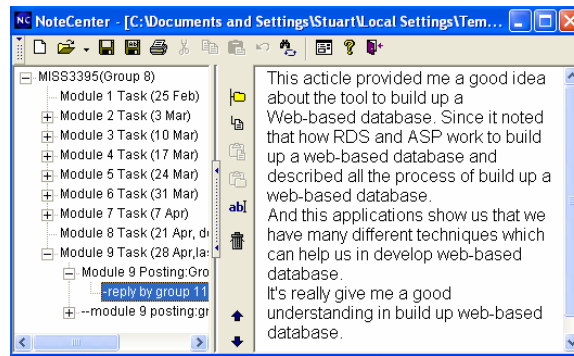 NoteCenter - [C:\Documents and Settings\Stuart\Local Settings\Tem...
MISS3395(Group 8)
Module 1 Task (25 Feb)
Module 2 Task (3 Mar)
Module 3 Task (10 Mar)
Module 4 Task (17 Mar)
Module 5 Task (24 Mar)
Module 6 Task (31 Mar)
Module 7 Task (7 Apr)
Module 8 Task (21 Apr, d
Module 9 Task (28 Apr,la
Module 9 Posting:Gro
-reply by group 11
--module 9 posting:gr
abI
This acticle provided me a good idea
about the tool to build up a
Web-based database. Since it noted
that how RDS and ASP work to build
up a web-based database and
described all the process of build up a
web-based database.
And this applications show us that we
have many different techniques which
can help us in develop web-based
database.
It's really give me a good
understanding in build up web-based
database.